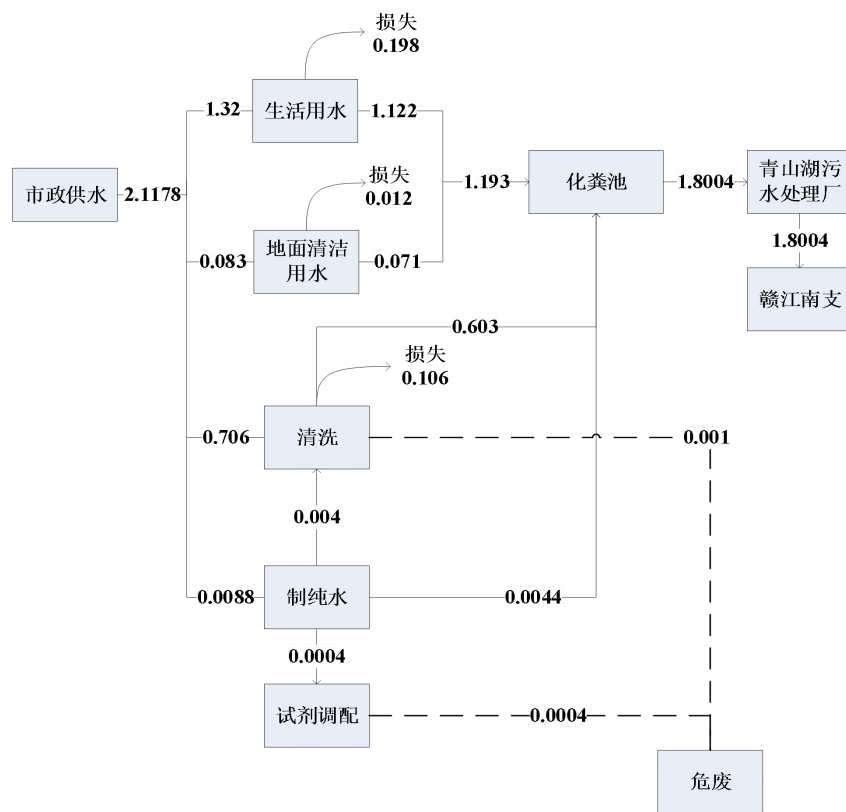 损失
0.198
1.32
生活用水
1.122
市政供水
2.1178
损失
0.012
1.193
化粪池
1.8004
青山湖污
水处理厂
0.083
地面清洁
用水
0.071
1.8004
赣江南支
0.603
损失
0.106
0.706
清洗
0.001
0.004
0.0088
制纯水
0.0044
0.0004
试剂调配
0.0004
危废